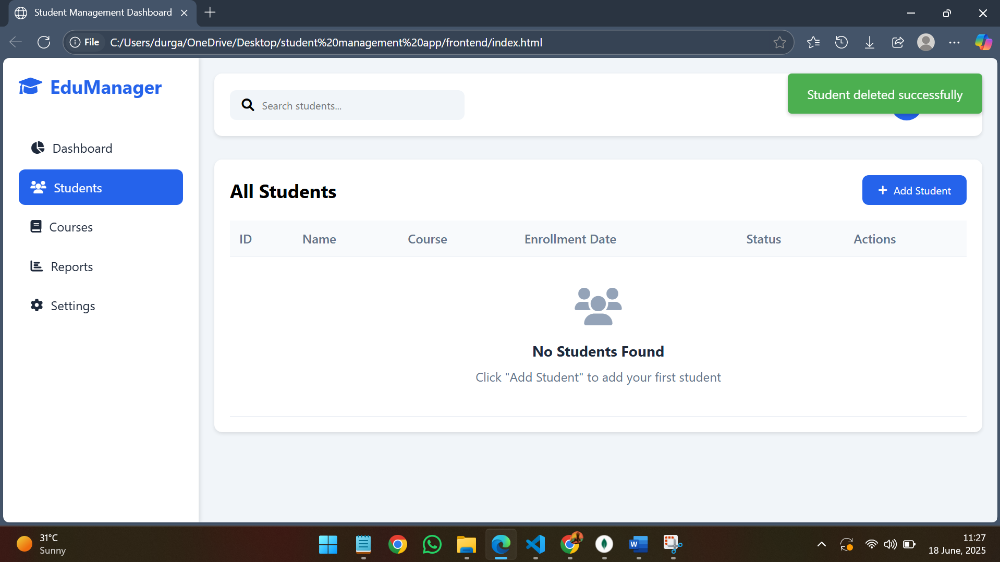 Student Management Dashboard
File C:/Users/durga/OneDrive/Desktop/student%20management%20app/frontend/index.html
EduManager
Search students...
Student deleted successfully
Dashboard
Students
Courses
Reports
Settings
All Students
Add Student
ID Name Course Enrollment Date Status Actions
No Students Found
Click "Add Student" to add your first student
31°C
Sunny
W
11:27
18 June, 2025